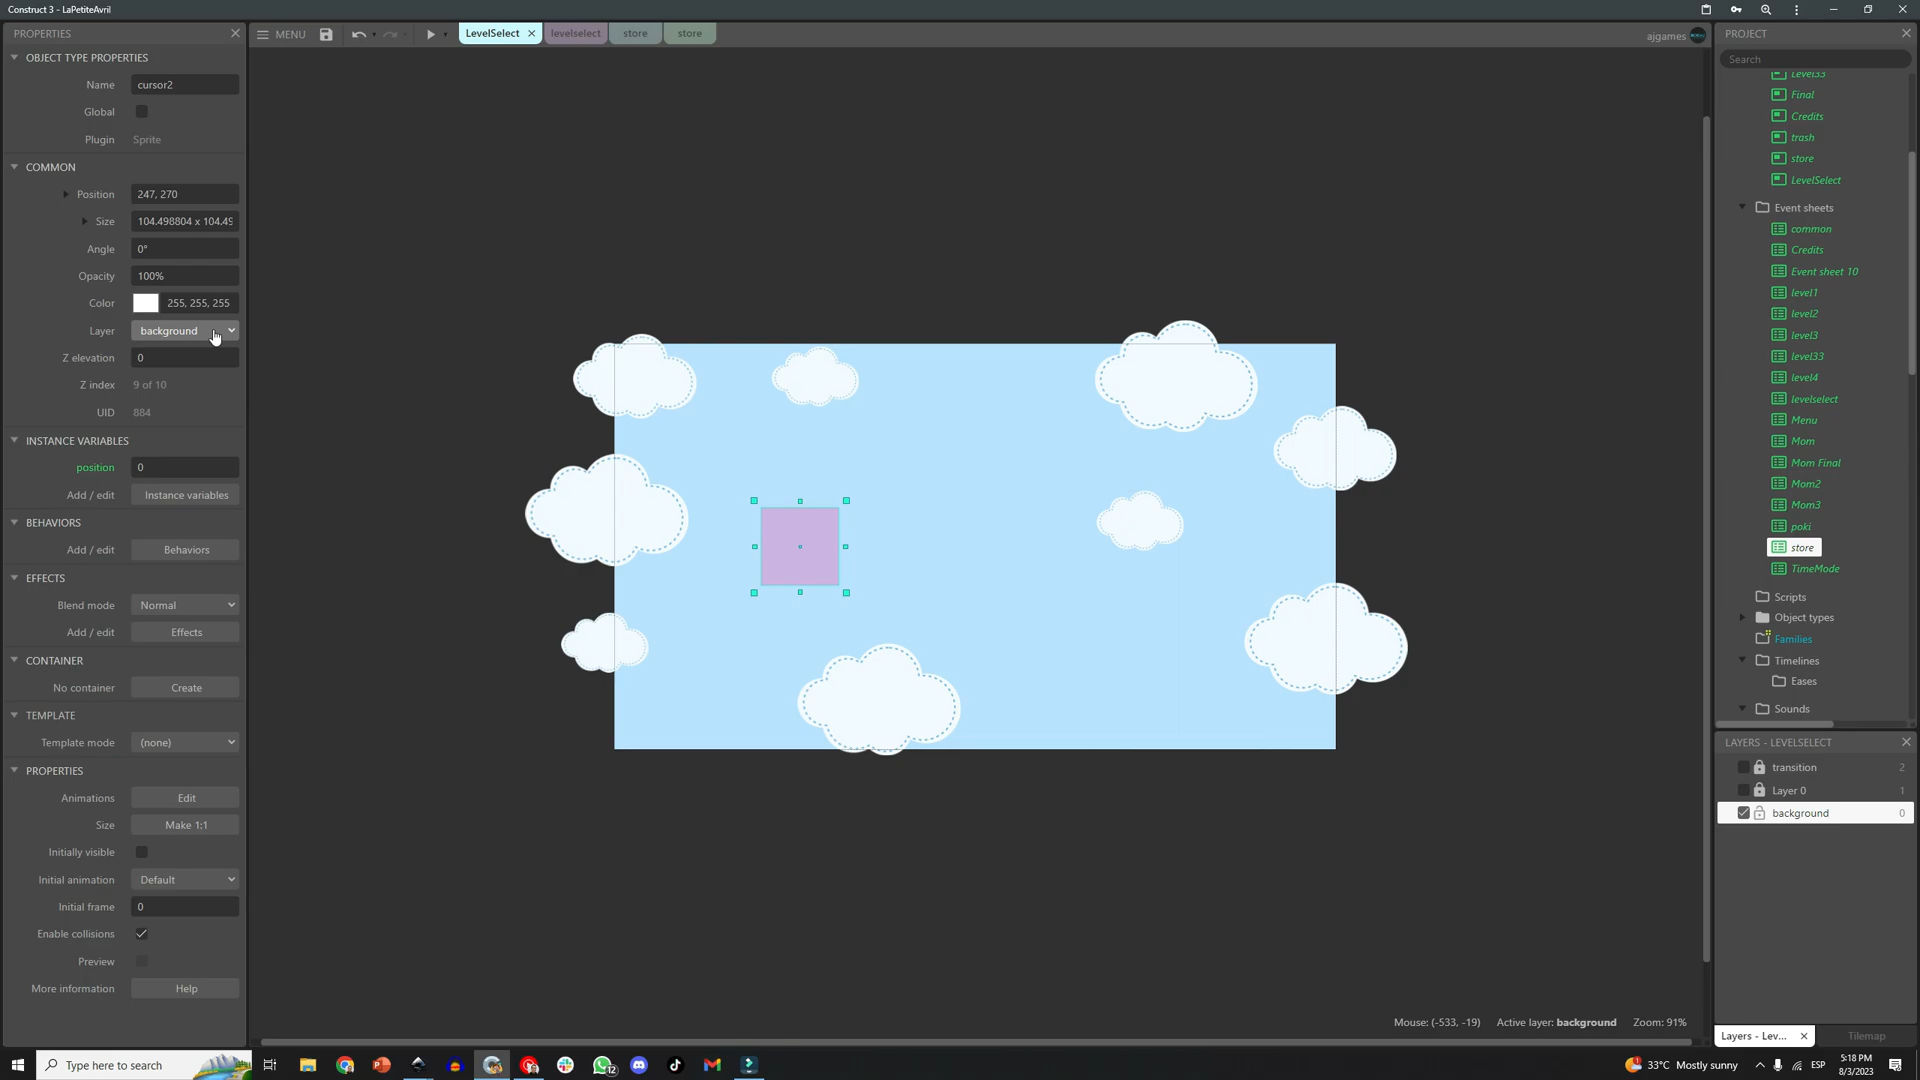 Construct 3 - LaPetiteAvril
PROPERTIES
MENU
LevelSelect
levelselect
store
store
ajgames
PROJECT
OBJECT TYPE PROPERTIES
Name cursor2
Global
Plugin Sprite
COMMON
Position 247, 270
Size 104.498804 x 104.49
Angle 0°
Opacity 100%
Color 255, 255, 255
Layer background
Z elevation 0
Z index 9 of 10
UID 884
INSTANCE VARIABLES
position 0
Add / edit Instance variables
BEHAVIORS
Add / edit Behaviors
EFFECTS
Blend mode Normal
Add / edit Effects
CONTAINER
No container Create
TEMPLATE
Template mode (none)
PROPERTIES
Animations Edit
Size Make 1:1
Initially visible
Initial animation Default
Initial frame 0
Enable collisions
Preview
More information Help
Search
Level33
Final
Credits
trash
store
LevelSelect
Event sheets
common
Credits
Event sheet 10
level1
level2
level3
level33
level4
levelselect
Menu
Mom
Mom Final
Mom2
Mom3
poki
store
TimeMode
Scripts
Object types
Families
Timelines
Eases
Sounds
LAYERS - LEVELSELECT
transition 2
Layer 0 1
background 0
Mouse: (-533, -19) Active layer: background Zoom: 91%
Layers - Lev...
Tilemap
Type here to search
12
33°C Mostly sunny
ESP
5:18 PM
8/3/2023